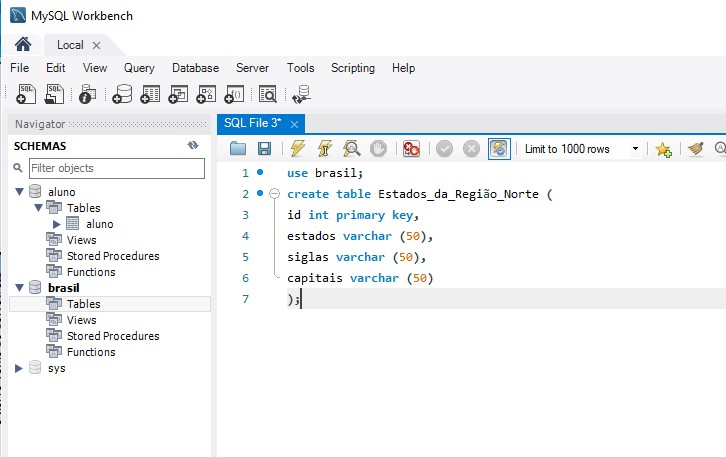 MySQL Workbench
Local
File Edit View Query Database Server Tools Scripting Help
Navigator
SCHEMAS
Filter objects
aluno
Tables
aluno
Views
Stored Procedures
Functions
brasil
Tables
Views
Stored Procedures
Functions
sys
SQL File 3*
Limit to 1000 rows
1 use brasil;
2 create table Estados_da_Região_Norte (
3 id int primary key,
4 estados varchar (50),
5 siglas varchar (50),
6 capitais varchar (50)
7 );